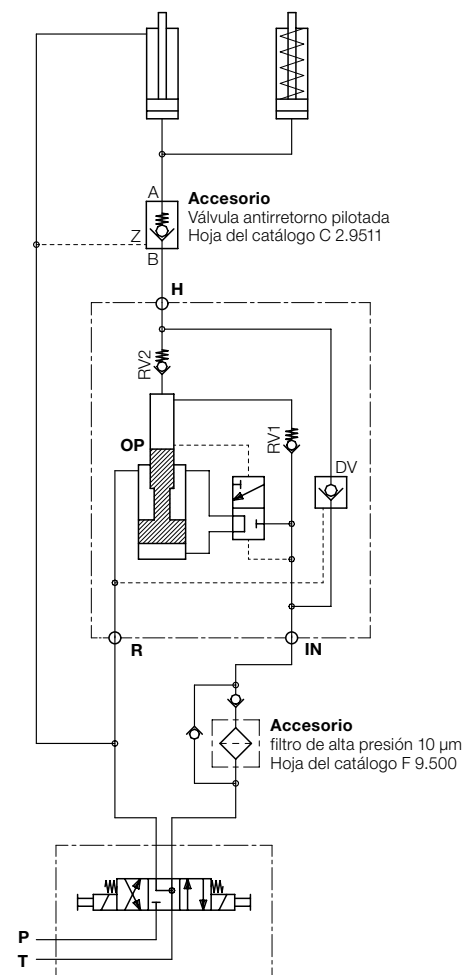 A
Accesorio
Válvula antirretorno pilotada
Z
Hoja del catálogo C 2.9511
B
H
RV2
RV1
OP
DV
R
IN
Accesorio
filtro de alta presión 10 µm
Hoja del catálogo F 9.500
P
T